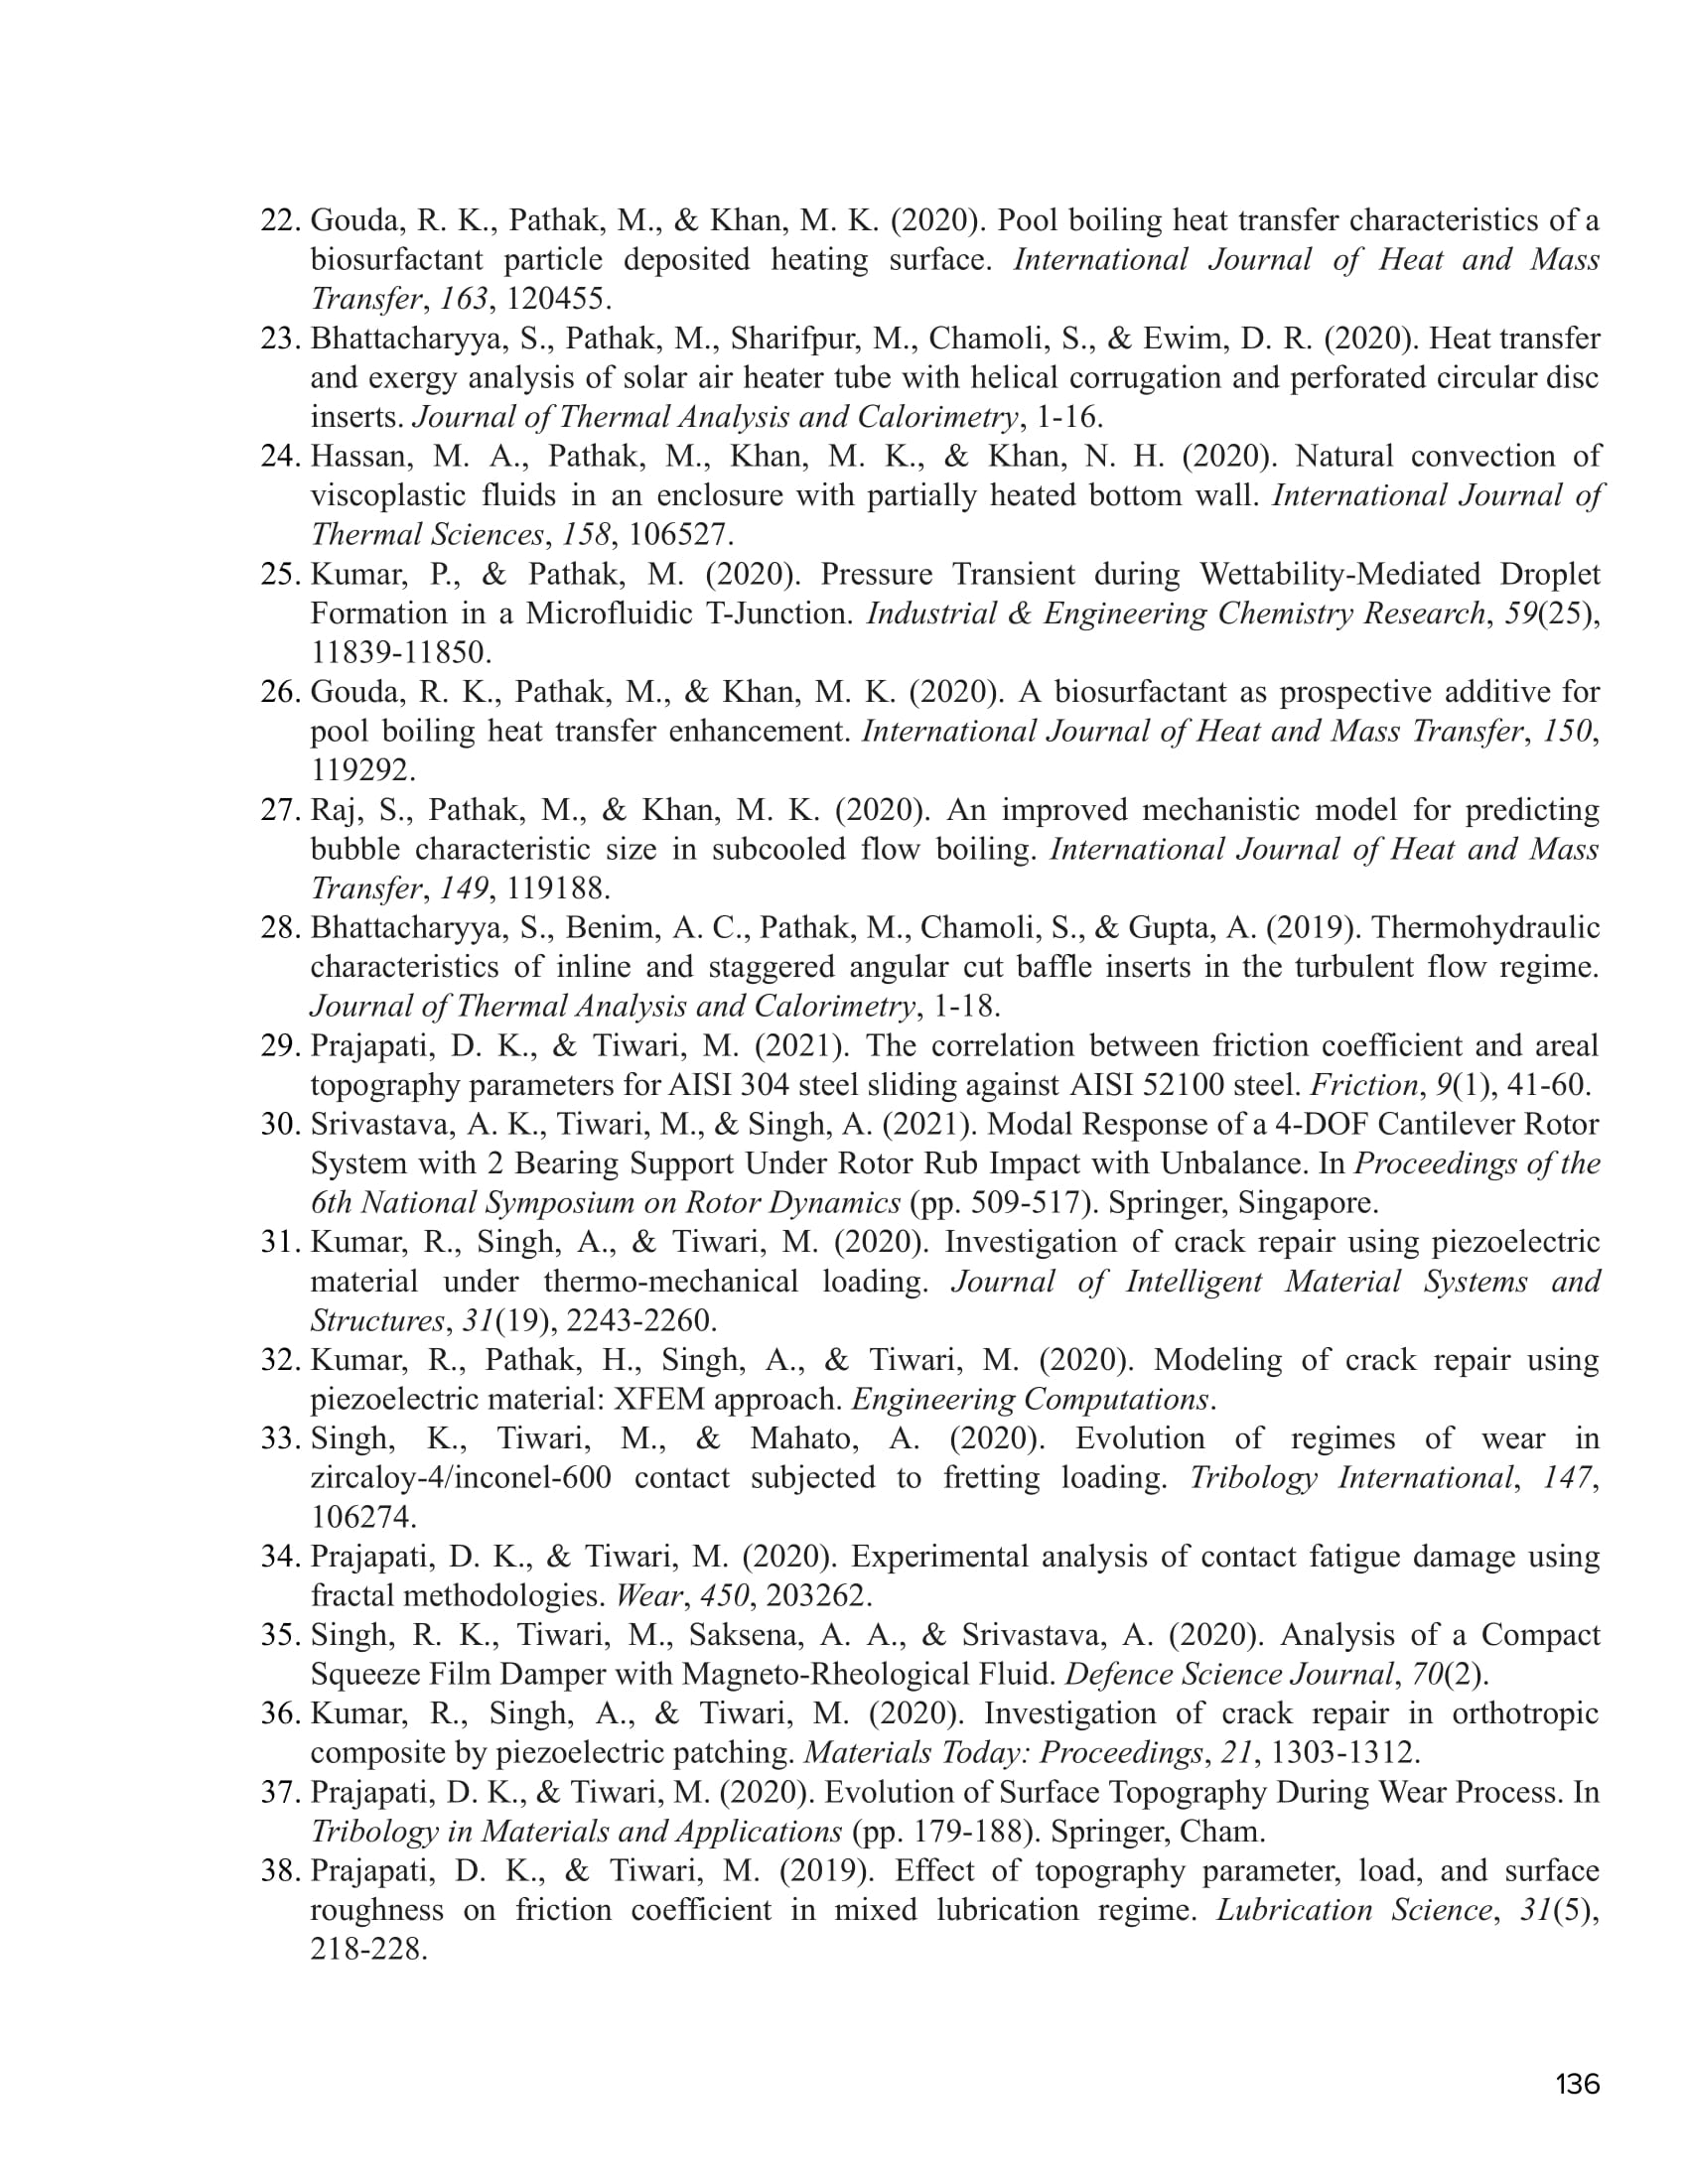 22. Gouda, R. K., Pathak, M., & Khan, M. K. (2020). Pool boiling heat transfer characteristics of a
biosurfactant particle deposited heating surface. International Journal of Heat and Mass
Transfer, 163, 120455.
23. Bhattacharyya, S., Pathak, M., Sharifpur, M., Chamoli, S., & Ewim, D. R. (2020). Heat transfer
and exergy analysis of solar air heater tube with helical corrugation and perforated circular disc
inserts. Journal of Thermal Analysis and Calorimetry, 1-16.
24. Hassan, M. A., Pathak, M., Khan, M. K., & Khan, N. H. (2020). Natural convection of
viscoplastic fluids in an enclosure with partially heated bottom wall. International Journal of
Thermal Sciences, 158, 106527.
25. Kumar, P., & Pathak, M. (2020). Pressure Transient during Wettability-Mediated Droplet
Formation in a Microfluidic T-Junction. Industrial & Engineering Chemistry Research, 59(25),
11839-11850.
26. Gouda, R. K., Pathak, M., & Khan, M. K. (2020). A biosurfactant as prospective additive for
pool boiling heat transfer enhancement. International Journal of Heat and Mass Transfer, 150,
119292.
27. Raj, S., Pathak, M., & Khan, M. K. (2020). An improved mechanistic model for predicting
bubble characteristic size in subcooled flow boiling. International Journal of Heat and Mass
Transfer, 149, 119188.
28. Bhattacharyya, S., Benim, A. C., Pathak, M., Chamoli, S., & Gupta, A. (2019). Thermohydraulic
characteristics of inline and staggered angular cut baffle inserts in the turbulent flow regime.
Journal of Thermal Analysis and Calorimetry, 1-18.
29. Prajapati, D. K., & Tiwari, M. (2021). The correlation between friction coefficient and areal
topography parameters for AISI 304 steel sliding against AISI 52100 steel. Friction, 9(1), 41-60.
30. Srivastava, A. K., Tiwari, M., & Singh, A. (2021). Modal Response of a 4-DOF Cantilever Rotor
System with 2 Bearing Support Under Rotor Rub Impact with Unbalance. In Proceedings of the
6th National Symposium on Rotor Dynamics (pp. 509-517). Springer, Singapore.
31. Kumar, R., Singh, A., & Tiwari, M. (2020). Investigation of crack repair using piezoelectric
material under thermo-mechanical loading. Journal of Intelligent Material Systems and
Structures, 31(19), 2243-2260.
32. Kumar, R., Pathak, H., Singh, A., & Tiwari, M. (2020). Modeling of crack repair using
piezoelectric material: XFEM approach. Engineering Computations.
33. Singh, K., Tiwari, M., & Mahato, A. (2020). Evolution of regimes of wear in
zircaloy-4/inconel-600 contact subjected to fretting loading. Tribology International, 147,
106274.
34. Prajapati, D. K., & Tiwari, M. (2020). Experimental analysis of contact fatigue damage using
fractal methodologies. Wear, 450, 203262.
35. Singh, R. K., Tiwari, M., Saksena, A. A., & Srivastava, A. (2020). Analysis of a Compact
Squeeze Film Damper with Magneto-Rheological Fluid. Defence Science Journal, 70(2).
36. Kumar, R., Singh, A., & Tiwari, M. (2020). Investigation of crack repair in orthotropic
composite by piezoelectric patching. Materials Today: Proceedings, 21, 1303-1312.
37. Prajapati, D. K., & Tiwari, M. (2020). Evolution of Surface Topography During Wear Process. In
Tribology in Materials and Applications (pp. 179-188). Springer, Cham.
38. Prajapati, D. K., & Tiwari, M. (2019). Effect of topography parameter, load, and surface
roughness on friction coefficient in mixed lubrication regime. Lubrication Science, 31(5),
218-228.
136